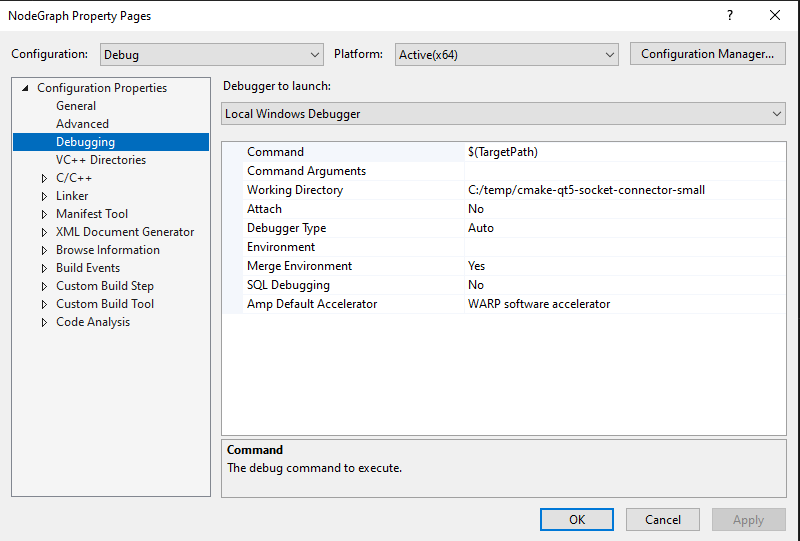 NodeGraph Property Pages
?
Configuration: Debug Platform: Active(x64) Configuration Manager...
Configuration Properties
General
Advanced
Debugging
VC++ Directories
C/C++
Linker
Manifest Tool
XML Document Generator
Browse Information
Build Events
Custom Build Step
Custom Build Tool
Code Analysis
Debugger to launch:
Local Windows Debugger
Command $(TargetPath)
Command Arguments
Working Directory C:/temp/cmake-qt5-socket-connector-small
Attach No
Debugger Type Auto
Environment
Merge Environment Yes
SQL Debugging No
Amp Default Accelerator WARP software accelerator
Command
The debug command to execute.
OK Cancel Apply